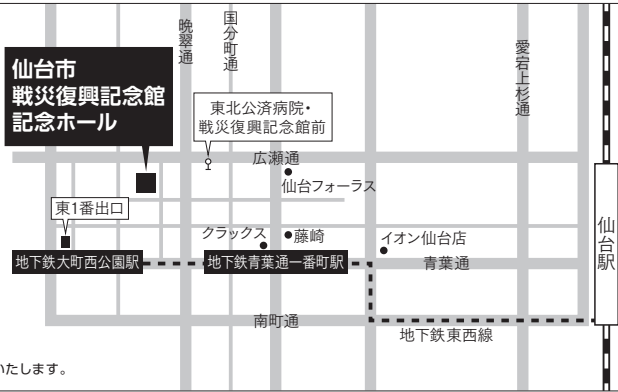 仙台市
戦災復興記念館
記念ホール
晩翠通
国分町通
愛宕上杉通
東北公済病院・
戦災復興記念館前
広瀬通
仙台フォーラス
東1番出口
クラックス
藤崎
イオン仙台店
仙台駅
地下鉄大町西公園駅
地下鉄青葉通一番町駅
青葉通
南町通
地下鉄東西線
いたします。